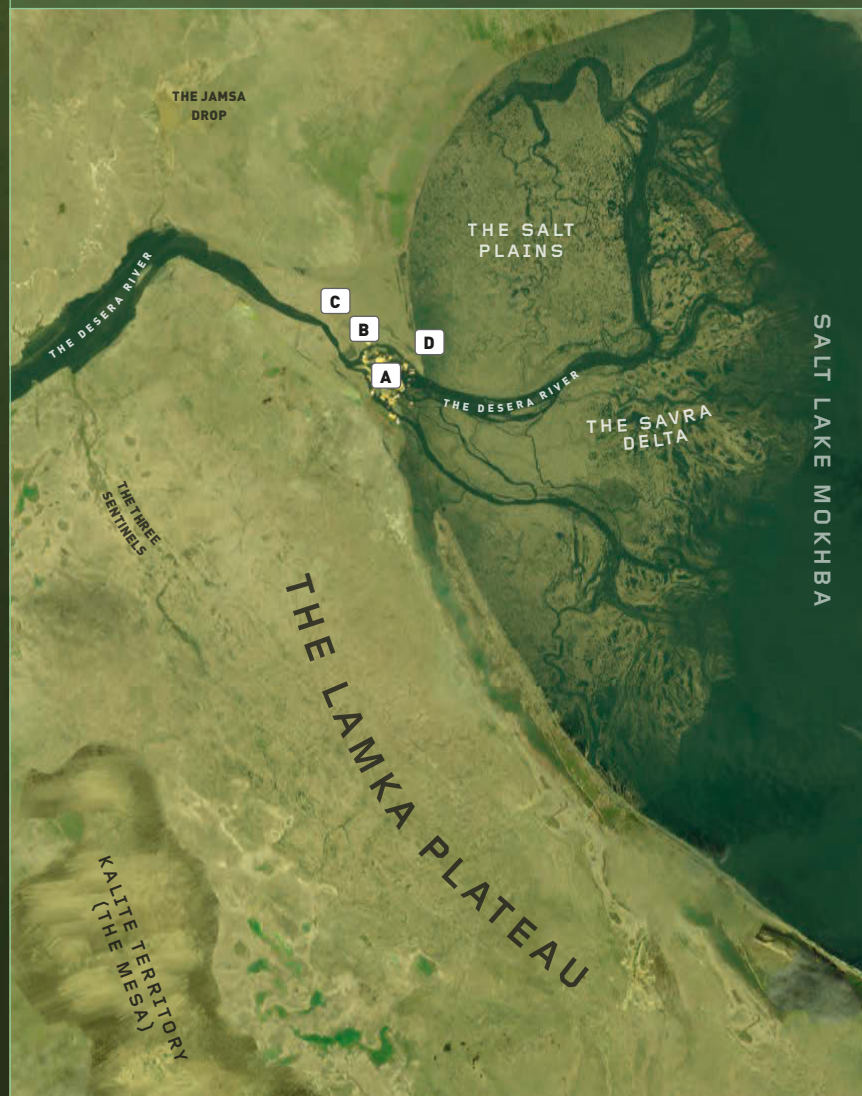 THE JAMSA
DROP
THE SALT
PLAINS
THE DESERA RIVER
C
B
D
A
THE DESERA RIVER
THE SAVRA
DELTA
SALT LAKE MOKHBA
THE THREE
SENTINELS
THE LAMKA PLATEAU
KALITE TERRITORY
(THE MESA)